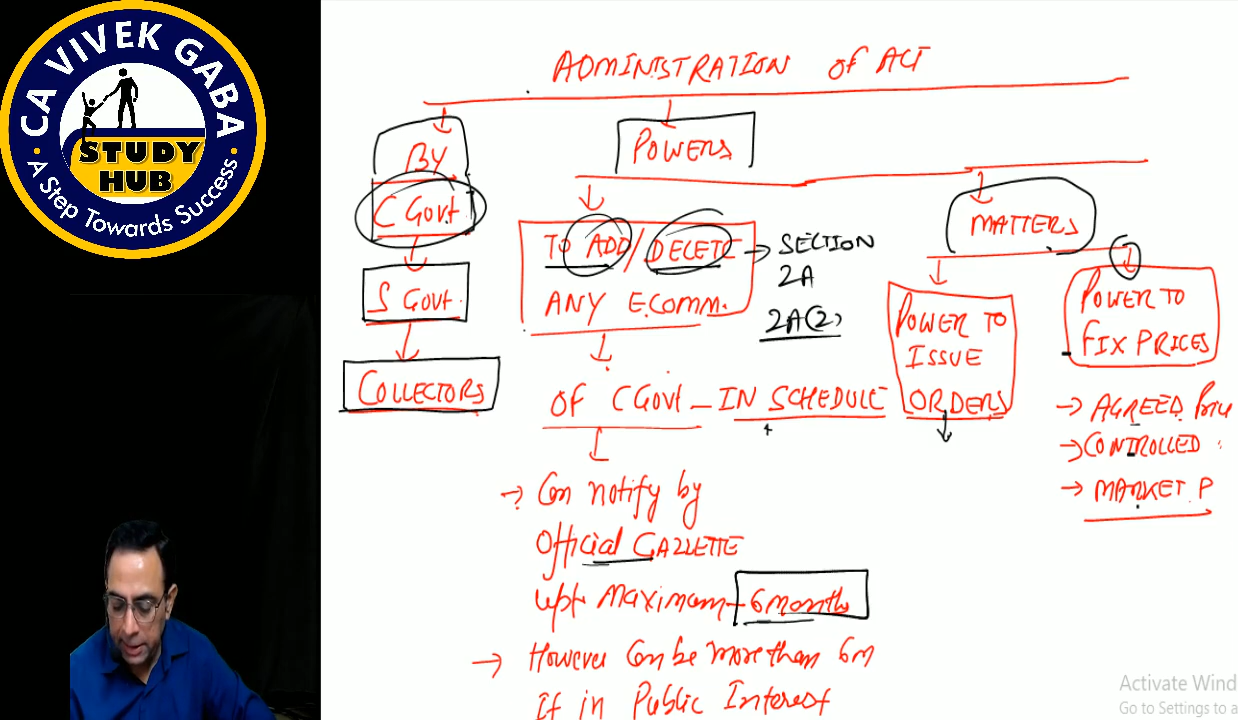 CA VIVEK GABA
STUDY
HUB
A Step Towards Success
ADMINISTRATION of ACT
BY
C Govt
S Govt.
COLLECTORS
POWERS
TO ADD/DELETE
ANY E.COMM.
SECTION
2A
2A(2)
OF C Govt - IN SCHEDULE
Can notify by
Official GAZZETTE
upto Maximum - 6 months
However Can be more than 6m
If in Public Interest
MATTERS
POWER TO
ISSUE
ORDERS
POWER TO
FIX PRICES
AGREED Price
CONTROLLED
MARKET P
Activate Wind
Go to Settings to a